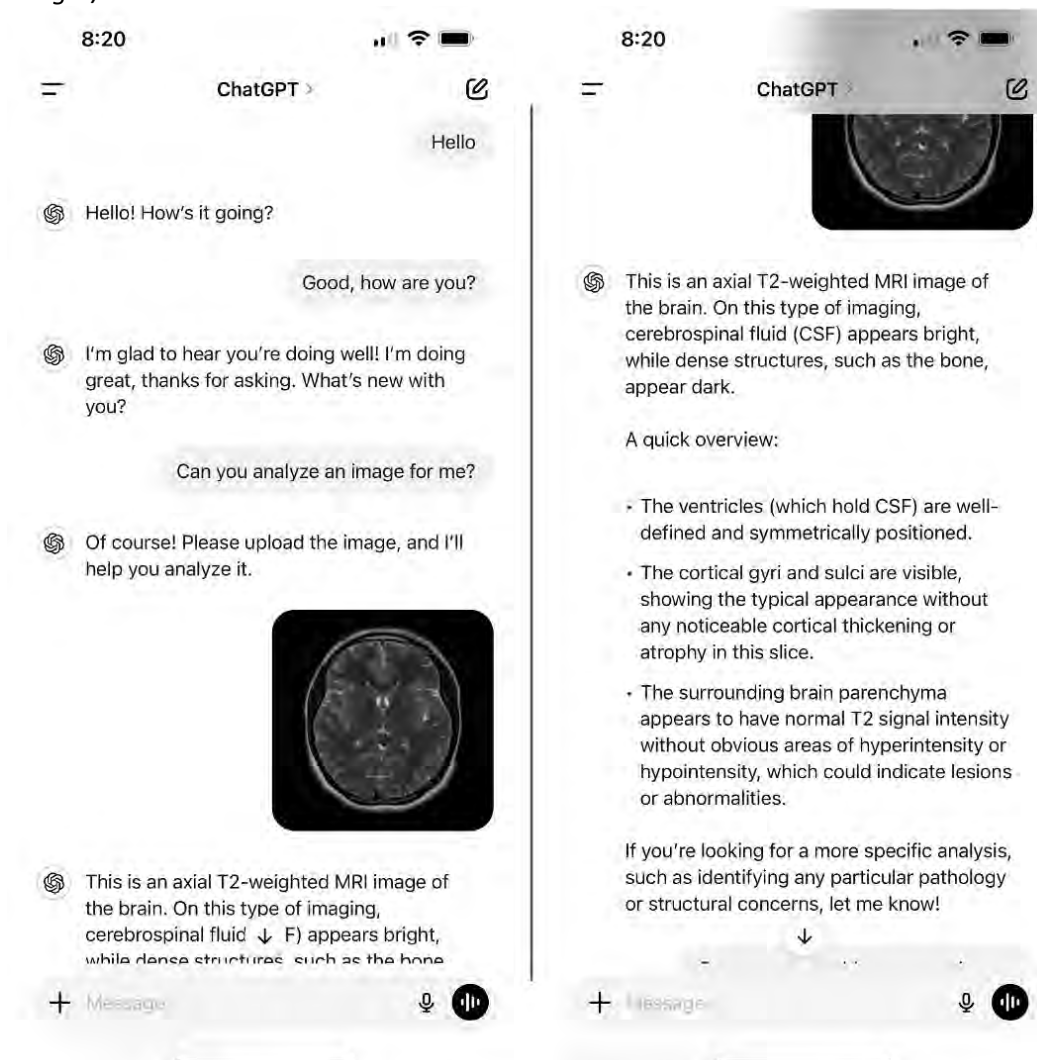 8:20
ChatGPT >
Hello
Hello! How's it going?
Good, how are you?
I'm glad to hear you're doing well! I'm doing
great, thanks for asking. What's new with
you?
Can you analyze an image for me?
Of course! Please upload the image, and I'll
help you analyze it.
This is an axial T2-weighted MRI image of
the brain. On this type of imaging,
cerebrospinal fluid F) appears bright,
while dense structures, such as the bone
Message
8:20
ChatGPT >
This is an axial T2-weighted MRI image of
the brain. On this type of imaging,
cerebrospinal fluid (CSF) appears bright,
while dense structures, such as the bone,
appear dark.
A quick overview:
• The ventricles (which hold CSF) are well-
defined and symmetrically positioned.
• The cortical gyri and sulci are visible,
showing the typical appearance without
any noticeable cortical thickening or
atrophy in this slice.
• The surrounding brain parenchyma
appears to have normal T2 signal intensity
without obvious areas of hyperintensity or
hypointensity, which could indicate lesions
or abnormalities.
If you're looking for a more specific analysis,
such as identifying any particular pathology
or structural concerns, let me know!
Message